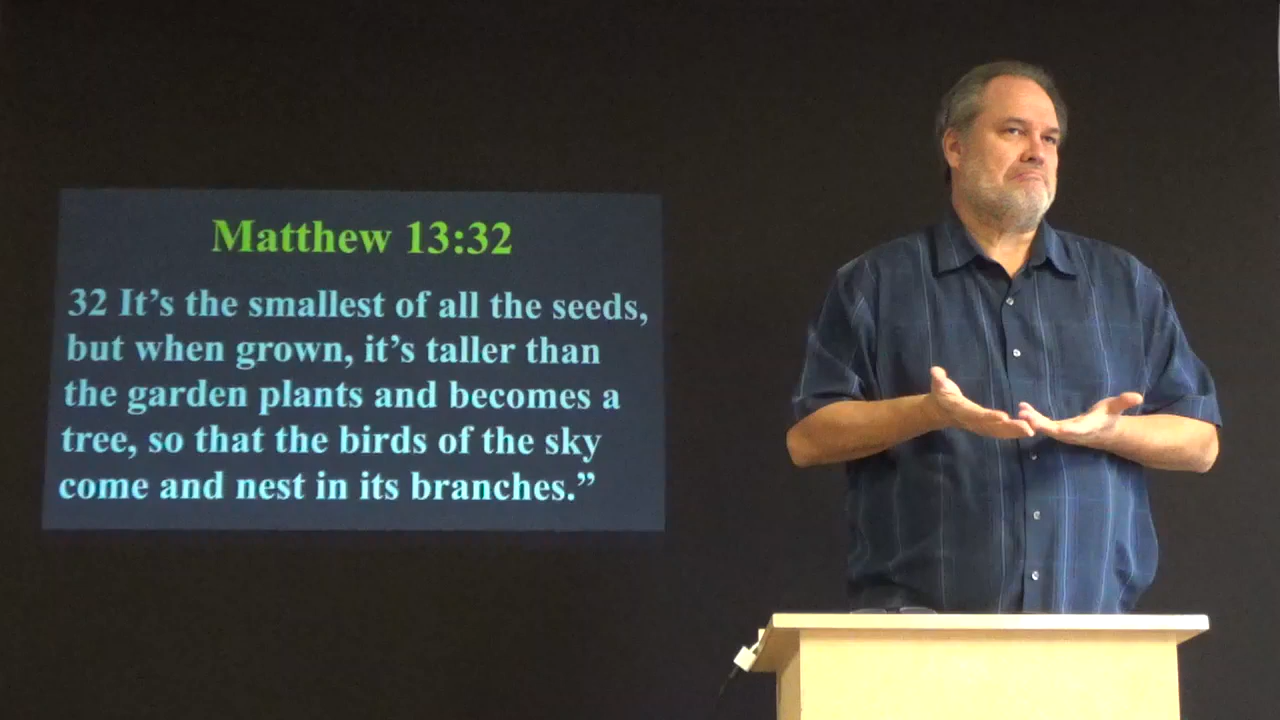 Matthew 13:32
32 It’s the smallest of all the seeds,
but when grown, it’s taller than
the garden plants and becomes a
tree, so that the birds of the sky
come and nest in its branches.”